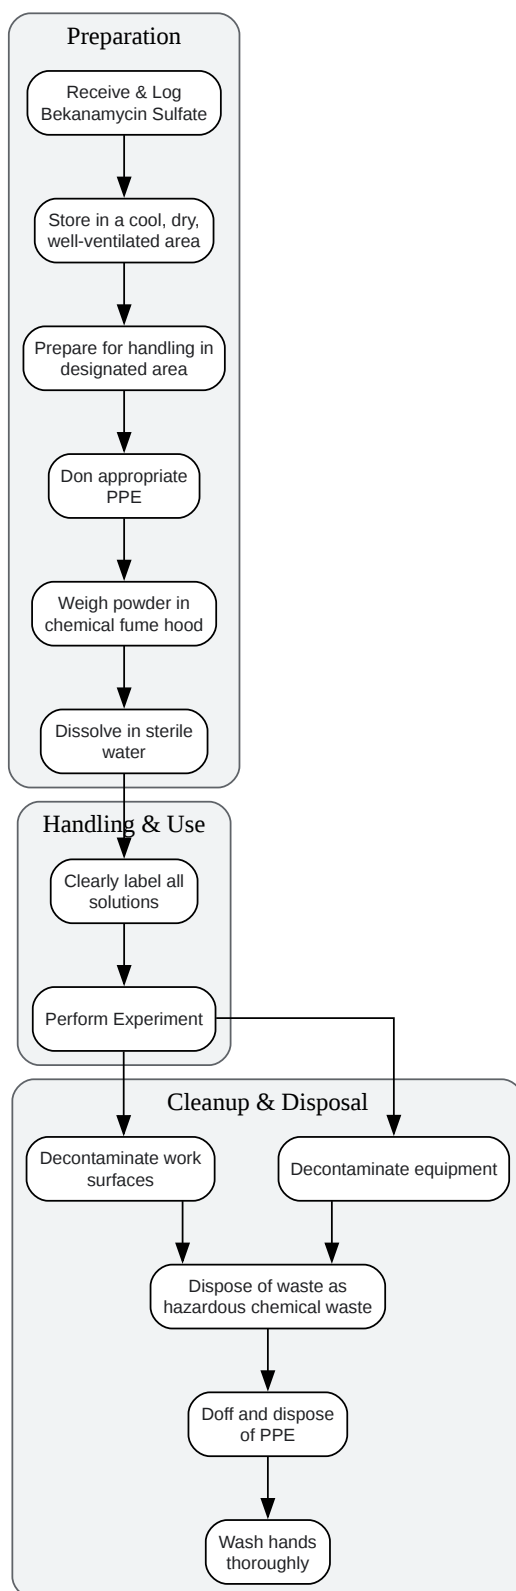 Preparation
Receive & Log
Bekanamycin Sulfate
Store in a cool, dry,
well-ventilated area
Prepare for handling in
designated area
Don appropriate
PPE
Weigh powder in
chemical fume hood
Dissolve in sterile
water
Handling & Use
Clearly label all
solutions
Perform Experiment
Cleanup & Disposal
Decontaminate work
surfaces
Decontaminate equipment
Dispose of waste as
hazardous chemical waste
Doff and dispose
of PPE
Wash hands
thoroughly